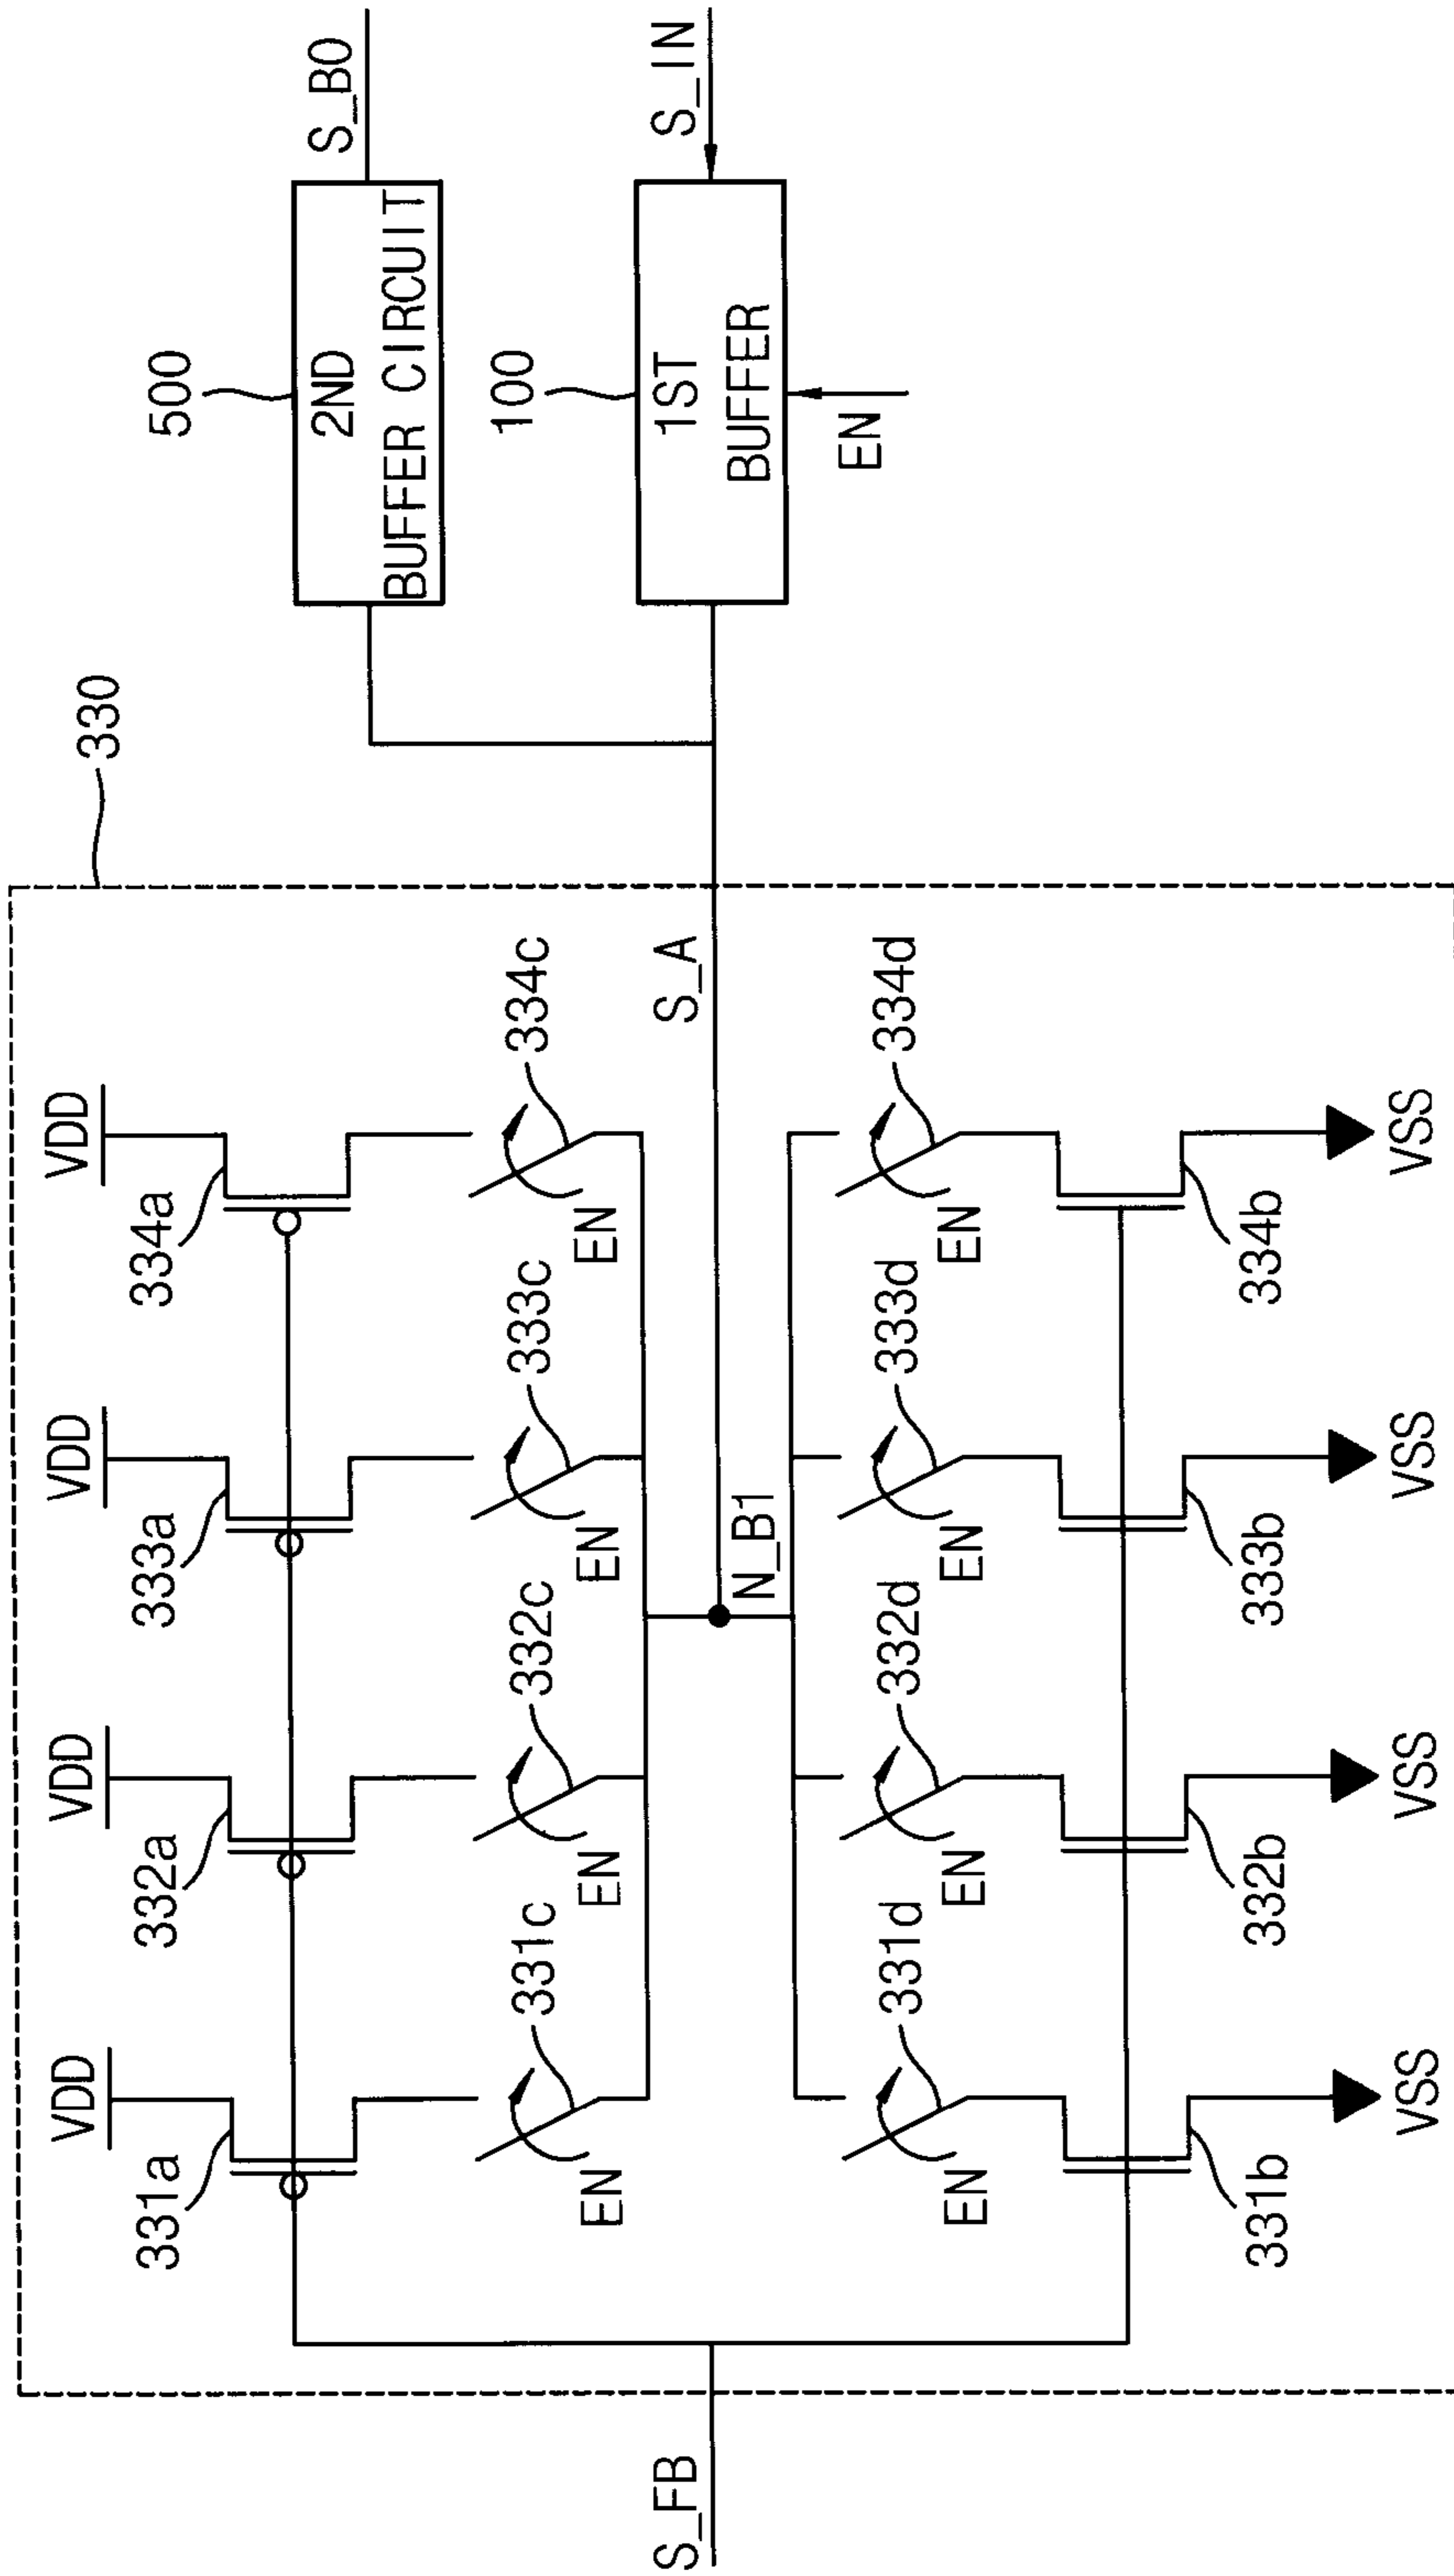 330
VDD
VDD
VDD
VDD
331a
332a
333a
334a
500
2ND
BUFFER CIRCUIT
S_BO
331c
332c
333c
334c
EN
EN
EN
EN
100
S_FB
S_A
1ST
BUFFER
S_IN
N_B1
EN
331d
332d
333d
334d
EN
EN
EN
EN
331b
332b
333b
334b
VSS
VSS
VSS
VSS